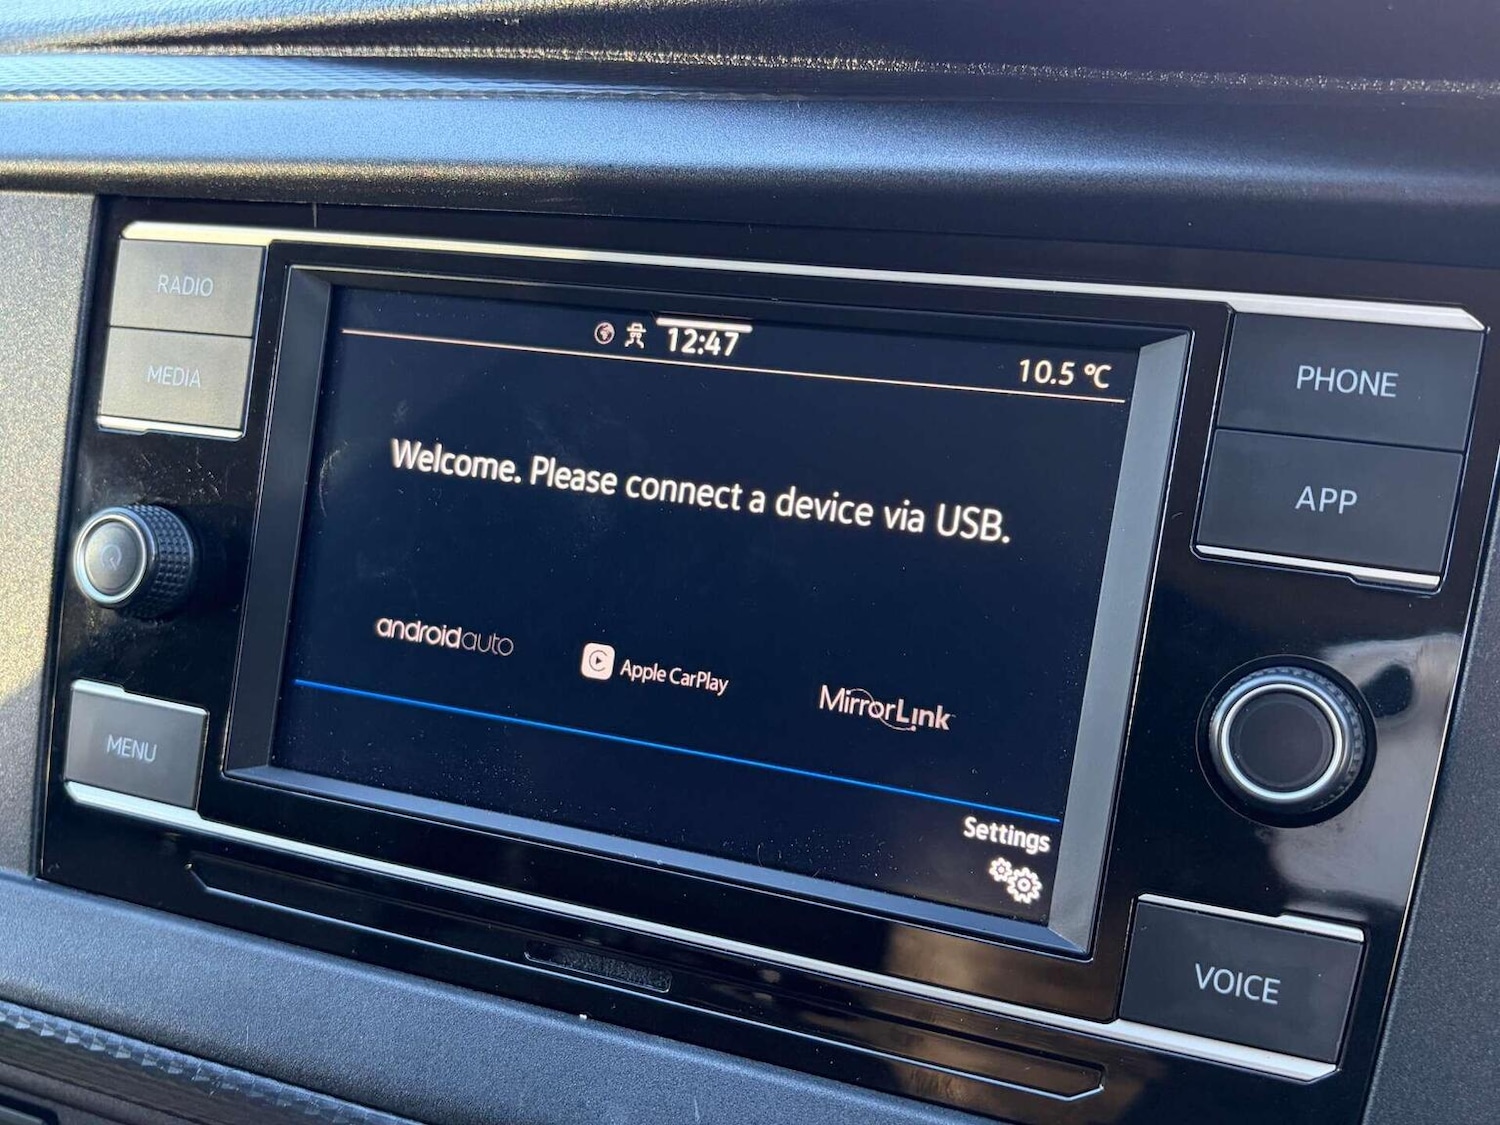 RADIO
MEDIA
MENU
12:47
10.5 °C
Welcome. Please connect a device via USB.
androidauto
Apple CarPlay
MirrorLink
Settings
PHONE
APP
VOICE